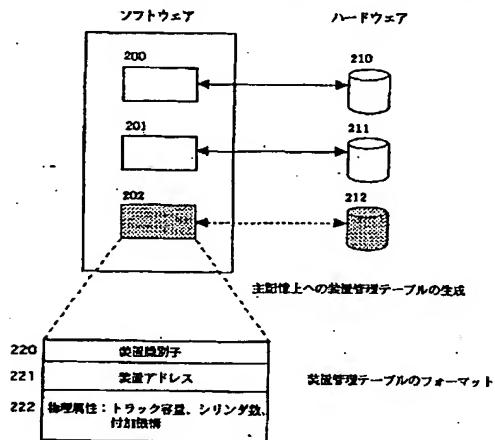 ソフトウェア
ハードウェア
200
210
201
211
202
212
主記憶上への装置管理テーブルの生成
220 装置識別子
221 装置アドレス
装置管理テーブルのフォーマット
222 物理属性：トラック容量、シリンダ数、
付加機構